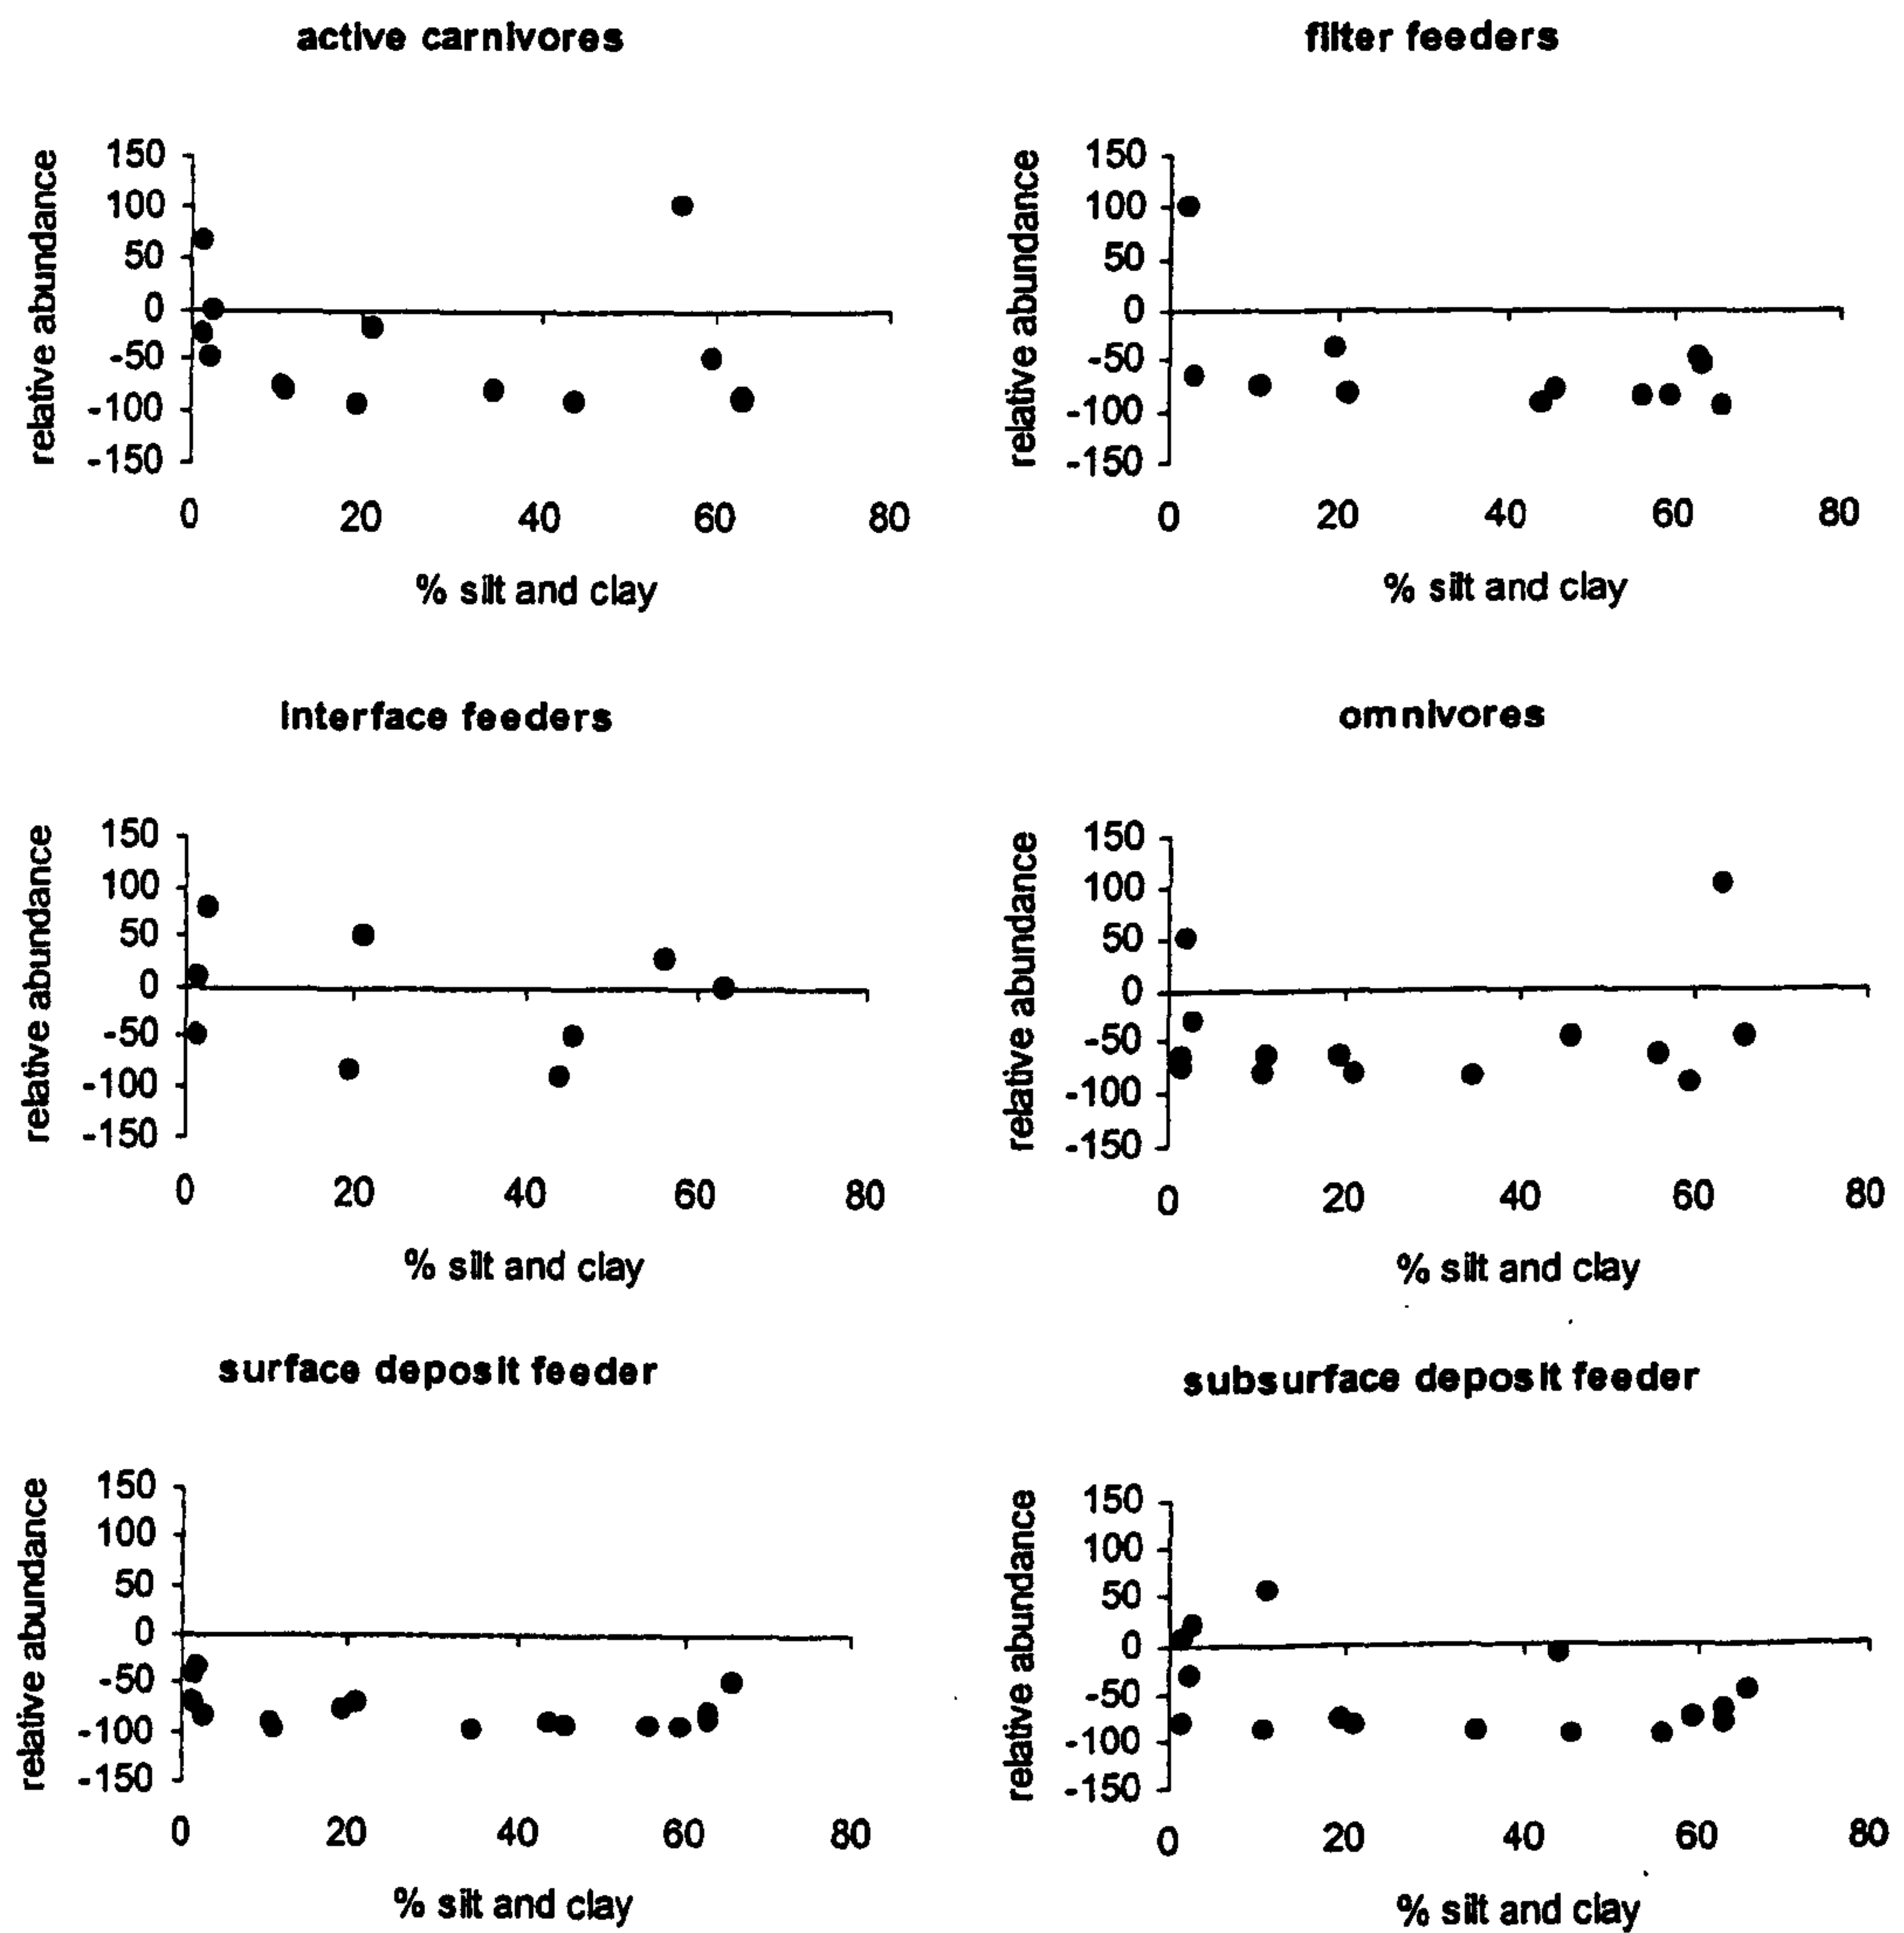 active carnivores
filter feeders
relative abundance
150
100
50
0
-50
-100
-150
0 20 40 60 80
% silt and clay
relative abundance
150
100
50
0
-50
-100
-150
0 20 40 60 80
% silt and clay
interface feeders
omnivores
relative abundance
150
100
50
0
-50
-100
-150
0 20 40 60 80
% silt and clay
relative abundance
150
100
50
0
-50
-100
-150
0 20 40 60 80
% silt and clay
surface deposit feeder
subsurface deposit feeder
relative abundance
150
100
50
0
-50
-100
-150
0 20 40 60 80
% silt and clay
relative abundance
150
100
50
0
-50
-100
-150
0 20 40 60 80
% silt and clay